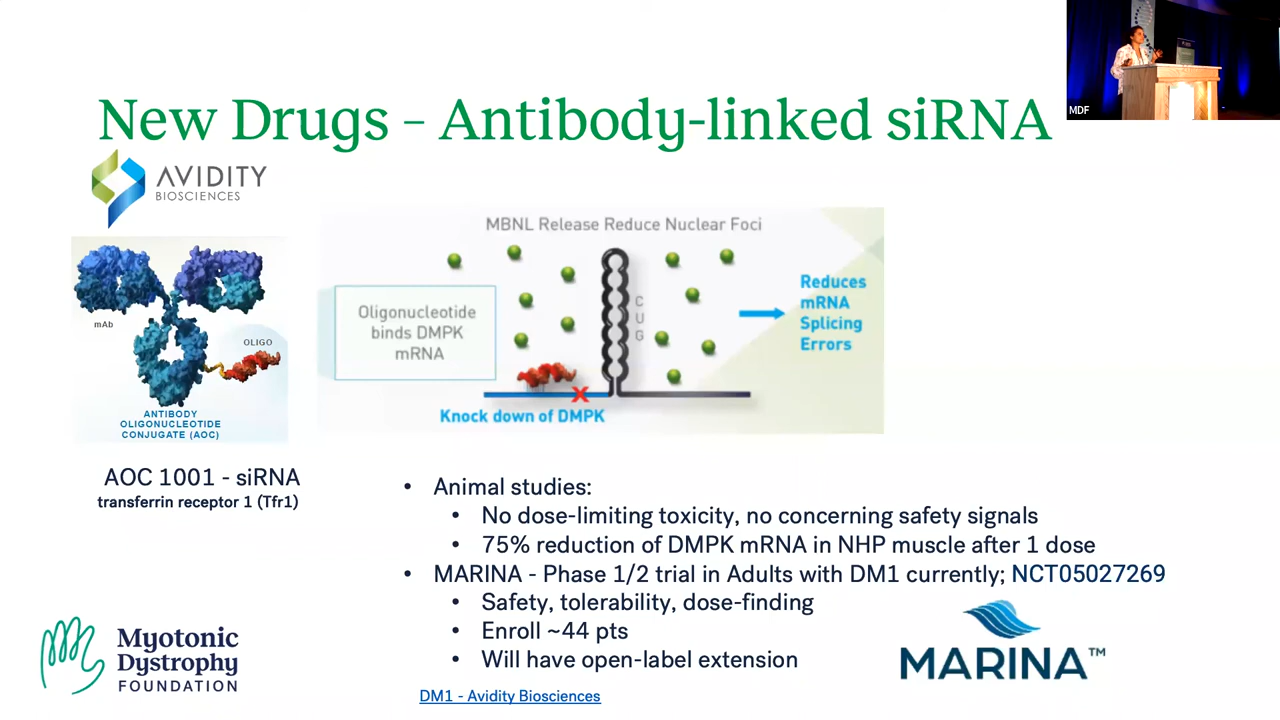 MDF
New Drugs – Antibody-linked siRNA
AVIDITY
BIOSCIENCES
mAb
OLIGO
ANTIBODY
OLIGONUCLEOTIDE
CONJUGATE (AOC)
MBNL Release Reduce Nuclear Foci
Oligonucleotide
binds DMPK
mRNA
C
U
G
Reduces
mRNA
Splicing
Errors
Knock down of DMPK
AOC 1001 - siRNA
transferrin receptor 1 (Tfr1)
• Animal studies:
• No dose-limiting toxicity, no concerning safety signals
• 75% reduction of DMPK mRNA in NHP muscle after 1 dose
• MARINA - Phase 1/2 trial in Adults with DM1 currently; NCT05027269
• Safety, tolerability, dose-finding
• Enroll ~44 pts
• Will have open-label extension
DM1 - Avidity Biosciences
Myotonic
Dystrophy
FOUNDATION
MARINA™